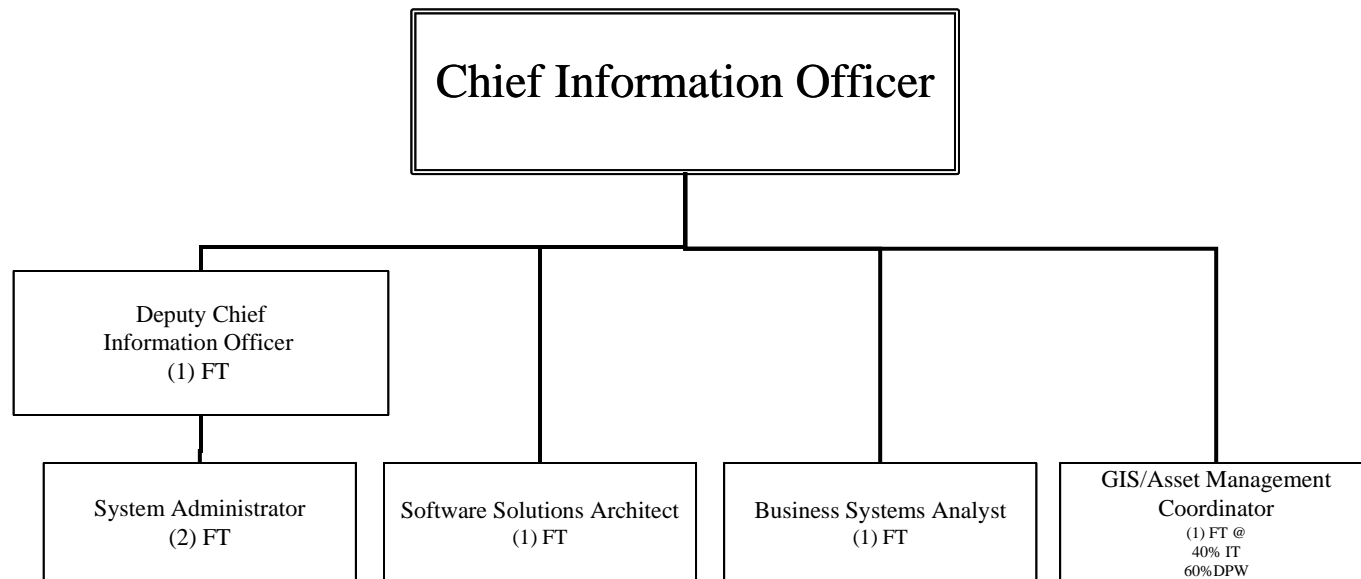 Chief Information Officer
Deputy Chief
Information Officer
(1) FT
System Administrator
(2) FT
Software Solutions Architect
(1) FT
Business Systems Analyst
(1) FT
GIS/Asset Management
Coordinator
(1) FT @
40% IT
60%DPW